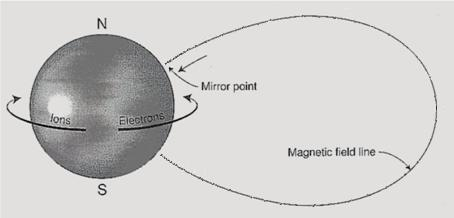 N
Mirror point
Ions
Electrons
Magnetic field line
S